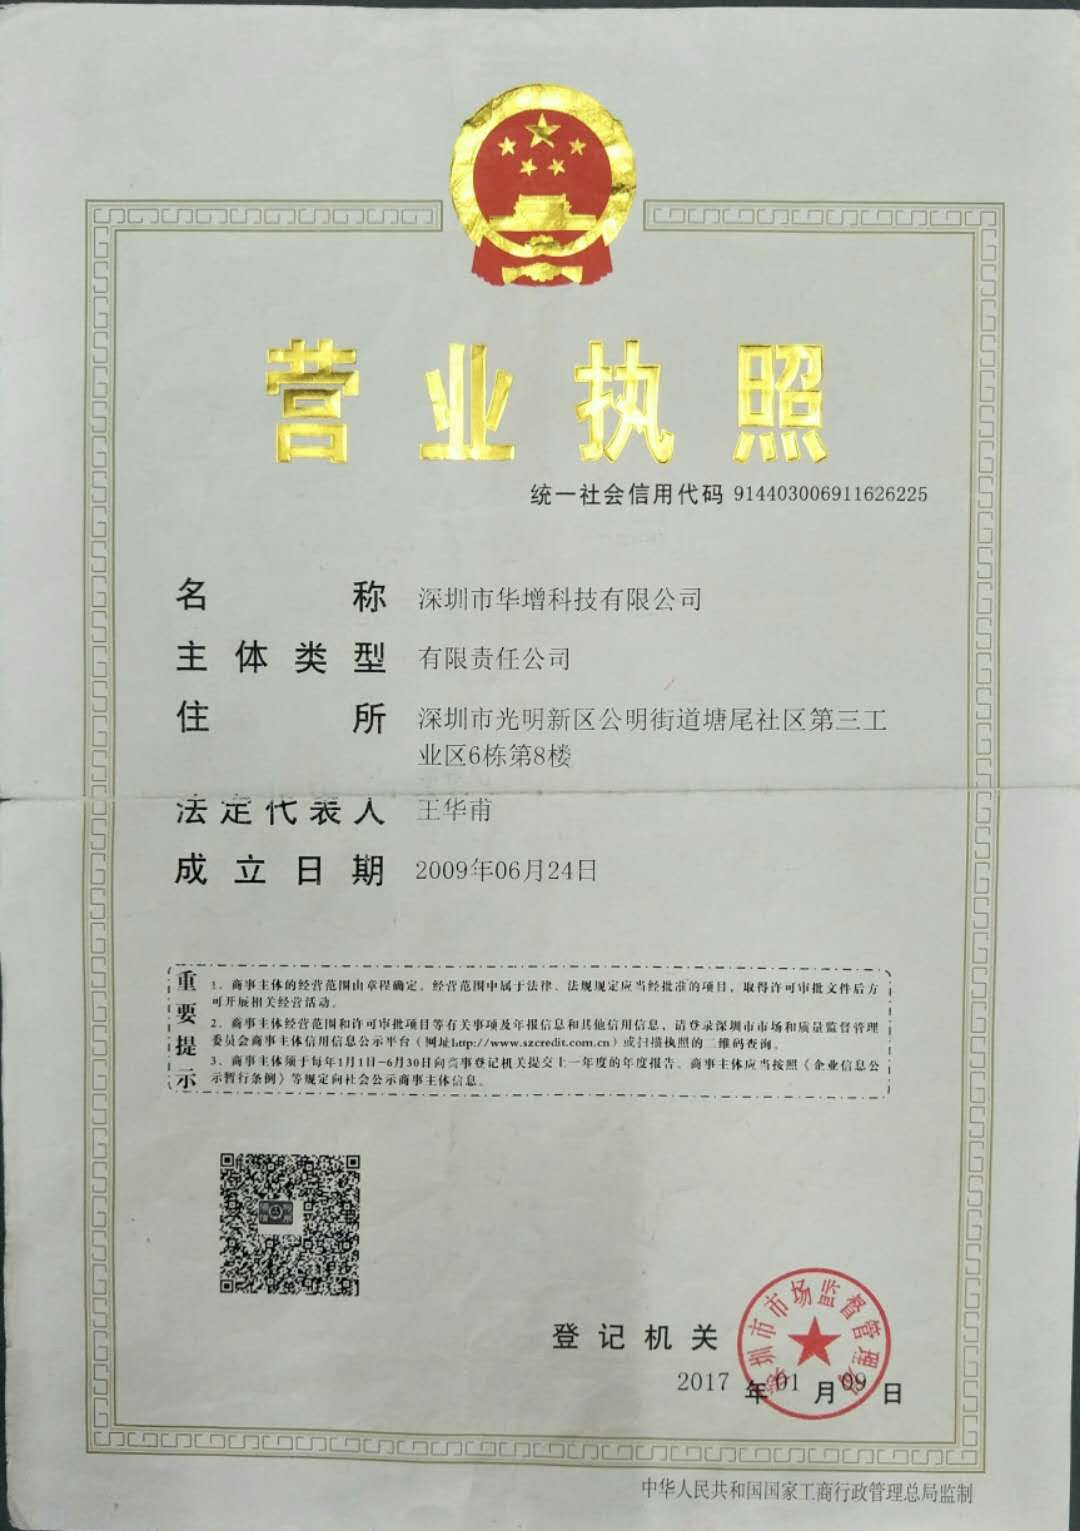 营业执照
统一社会信用代码 914403006911626225
名称 深圳市华增科技有限公司
主体类型 有限责任公司
住所 深圳市光明新区公明街道塘尾社区第三工
业区6栋第8楼
法定代表人 王华甫
成立日期 2009年06月24日
重要提示
1、商事主体的经营范围由章程确定。经营范围中属于法律、法规规定应当经批准的项目，取得许可审批文件后方
可开展相关经营活动。
2、商事主体经营范围和许可审批项目等有关事项及年报信息和其他信用信息，请登录深圳市市场和质量监督管理
委员会商事主体信用信息公示平台（网址http://www.szcredit.com.cn）或扫描执照的二维码查询。
3、商事主体须于每年1月1日-6月30日向商事登记机关提交上一年度的年度报告。商事主体应当按照《企业信息公
示暂行条例》等规定向社会公示商事主体信息。
深圳市市场监督管理局
登记机关
2017年01月09日
中华人民共和国国家工商行政管理总局监制